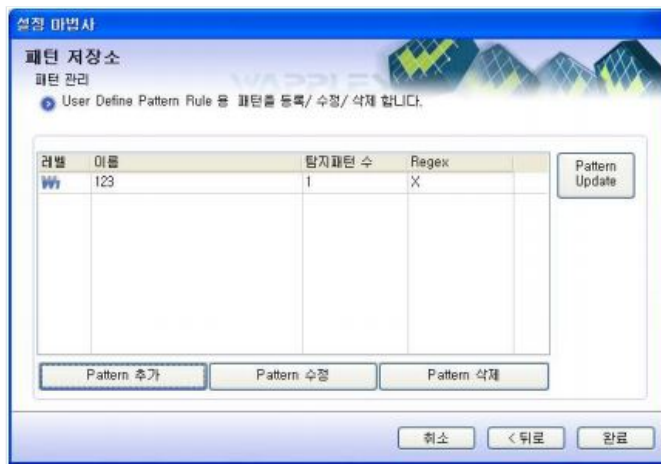 설정 마법사
패턴 저장소
패턴 관리
User Define Pattern Rule 용 패턴를 등록/ 수정/ 삭제 합니다.
레벨 이름 탐지패턴 수 Regex
123 1 X
Pattern Update
Pattern 추가 Pattern 수정 Pattern 삭제
취소 < 뒤로 완료